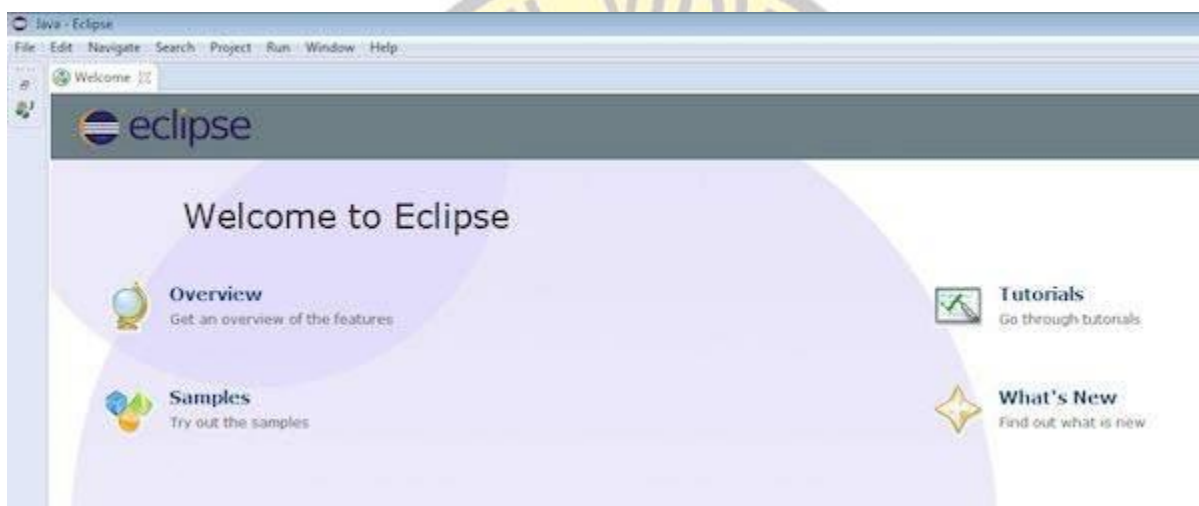 Java - Eclipse
File Edit Navigate Search Project Run Window Help
Welcome
eclipse
Welcome to Eclipse
Overview
Get an overview of the features
Tutorials
Go through tutorials
Samples
Try out the samples
What's New
Find out what is new